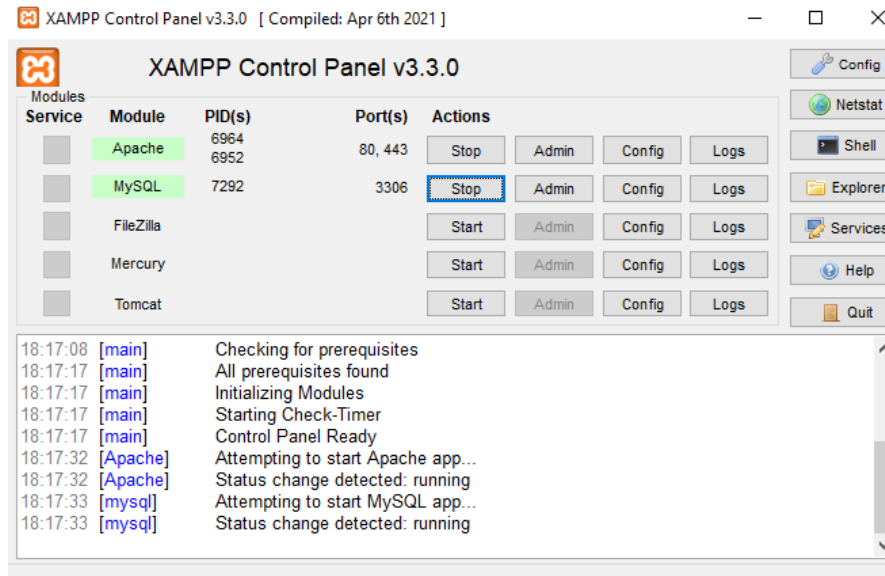 XAMPP Control Panel v3.3.0 [ Compiled: Apr 6th 2021 ]
XAMPP Control Panel v3.3.0
Config
Modules
Service Module PID(s) Port(s) Actions
Netstat
Apache 6964 6952 80, 443 Stop Admin Config Logs
Shell
MySQL 7292 3306 Stop Admin Config Logs
Explorer
FileZilla Start Admin Config Logs
Services
Mercury Start Admin Config Logs
Help
Tomcat Start Admin Config Logs
Quit
18:17:08 [main] Checking for prerequisites
18:17:17 [main] All prerequisites found
18:17:17 [main] Initializing Modules
18:17:17 [main] Starting Check-Timer
18:17:17 [main] Control Panel Ready
18:17:32 [Apache] Attempting to start Apache app...
18:17:32 [Apache] Status change detected: running
18:17:33 [mysql] Attempting to start MySQL app...
18:17:33 [mysql] Status change detected: running